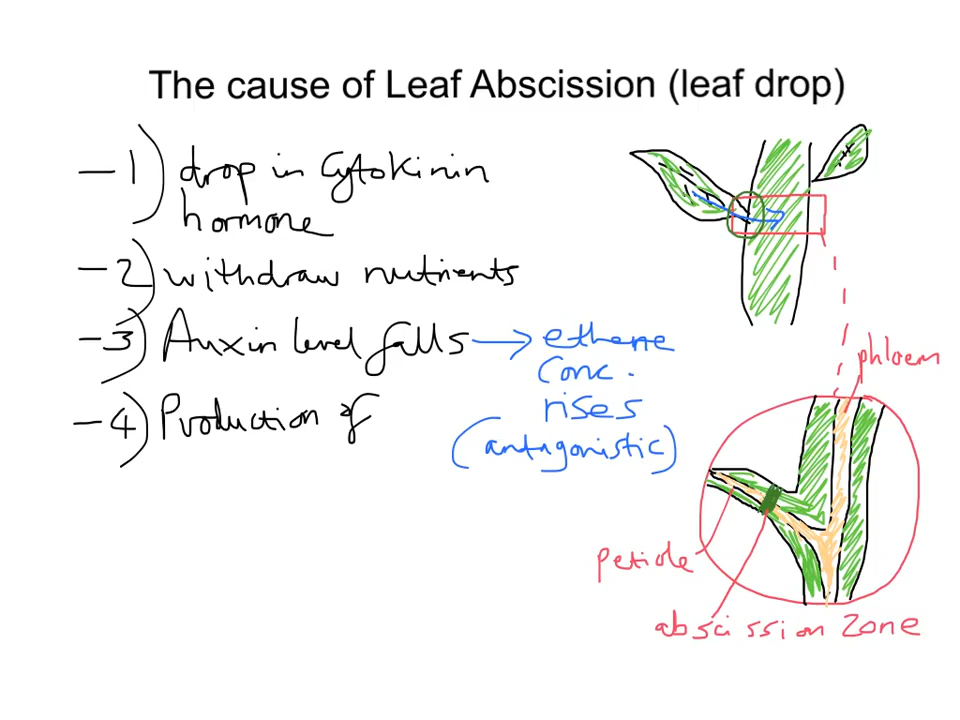 The cause of Leaf Abscission (leaf drop)
-1) drop in Cytokinin
hormone
-2) withdraw nutrients
-3) Auxin level falls → ethene
Conc.
rises
(antagonistic)
-4) Production of
phloem
petiole
abscission zone